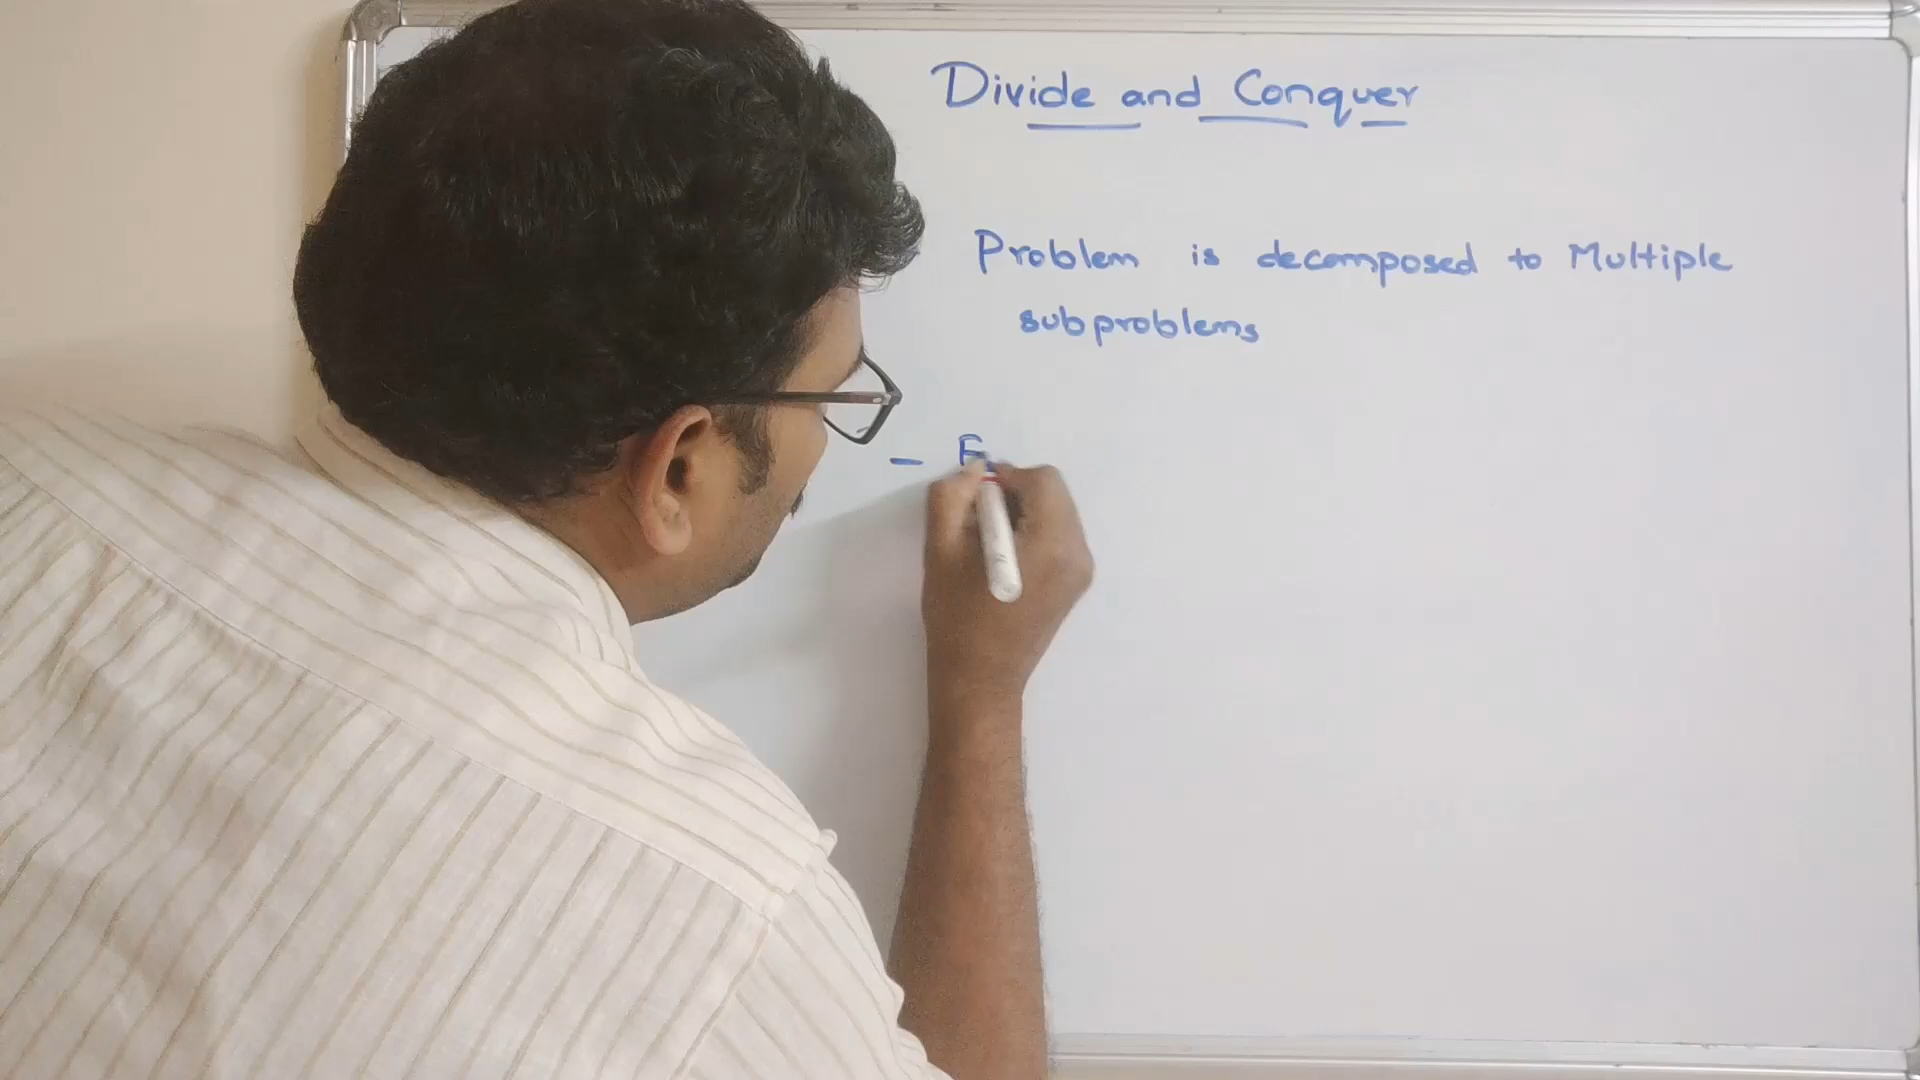 Divide and Conquer
Problem is decomposed to Multiple
subproblems
-